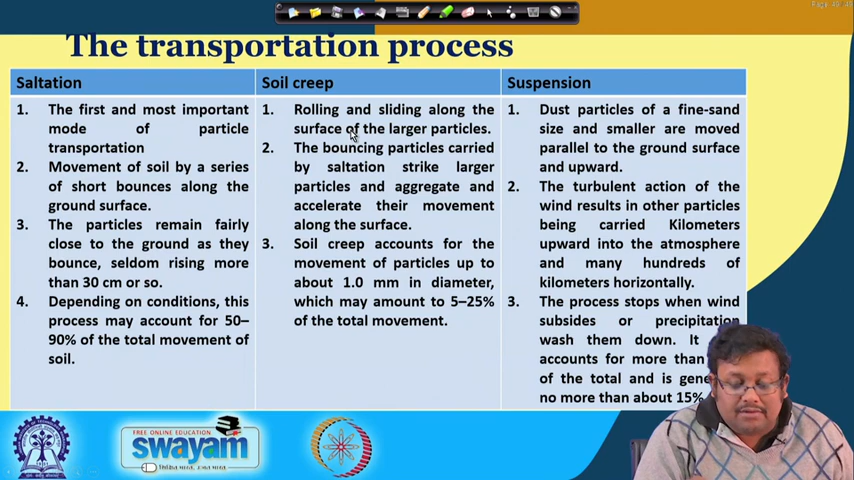 Page 40:40
The transportation process
Saltation
1. The first and most important
mode of particle
transportation
2. Movement of soil by a series
of short bounces along the
ground surface.
3. The particles remain fairly
close to the ground as they
bounce, seldom rising more
than 30 cm or so.
4. Depending on conditions, this
process may account for 50–
90% of the total movement of
soil.
Soil creep
1. Rolling and sliding along the
surface of the larger particles.
2. The bouncing particles carried
by saltation strike larger
particles and aggregate and
accelerate their movement
along the surface.
3. Soil creep accounts for the
movement of particles up to
about 1.0 mm in diameter,
which may amount to 5–25%
of the total movement.
Suspension
1. Dust particles of a fine-sand
size and smaller are moved
parallel to the ground surface
and upward.
2. The turbulent action of the
wind results in other particles
being carried Kilometers
upward into the atmosphere
and many hundreds of
kilometers horizontally.
3. The process stops when wind
subsides or precipitation
wash them down. It
accounts for more than
of the total and is gene
no more than about 15%
FREE ONLINE EDUCATION
swayam